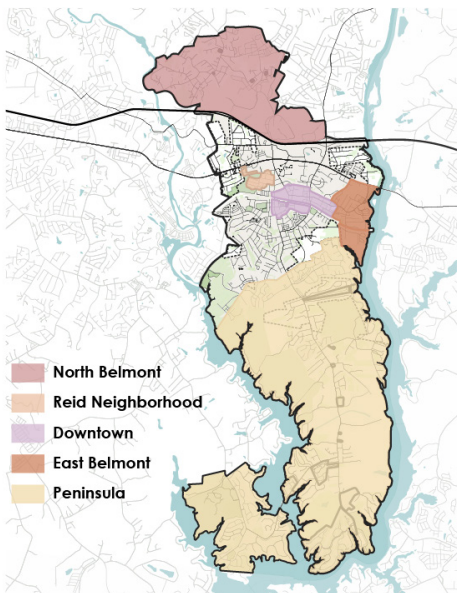 North Belmont
Reid Neighborhood
Downtown
East Belmont
Peninsula